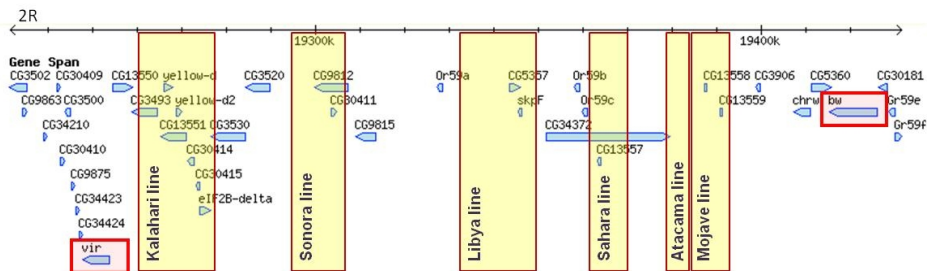 2R
19300k 19400k
Gene Span
CG3502 CG30409 CG13550 yellow-d CG3520 CG9812 Or59a CG5357 Or59b CG13558 CG3906 CG5360 CG30181
CG9863 CG3500 CG3493 yellow-d2 CG30411 skpF Or59c CG13559 chrw bw Gr59e
CG34210 CG13551 CG3530 CG9815 CG34372 Gr59f
CG30410 CG30414 CG13557
CG9875 CG30415
CG34423 eIF2B-delta
CG34424
vir
Kalahari line
Sonora line
Libya line
Sahara line
Atacama line
Mojave line